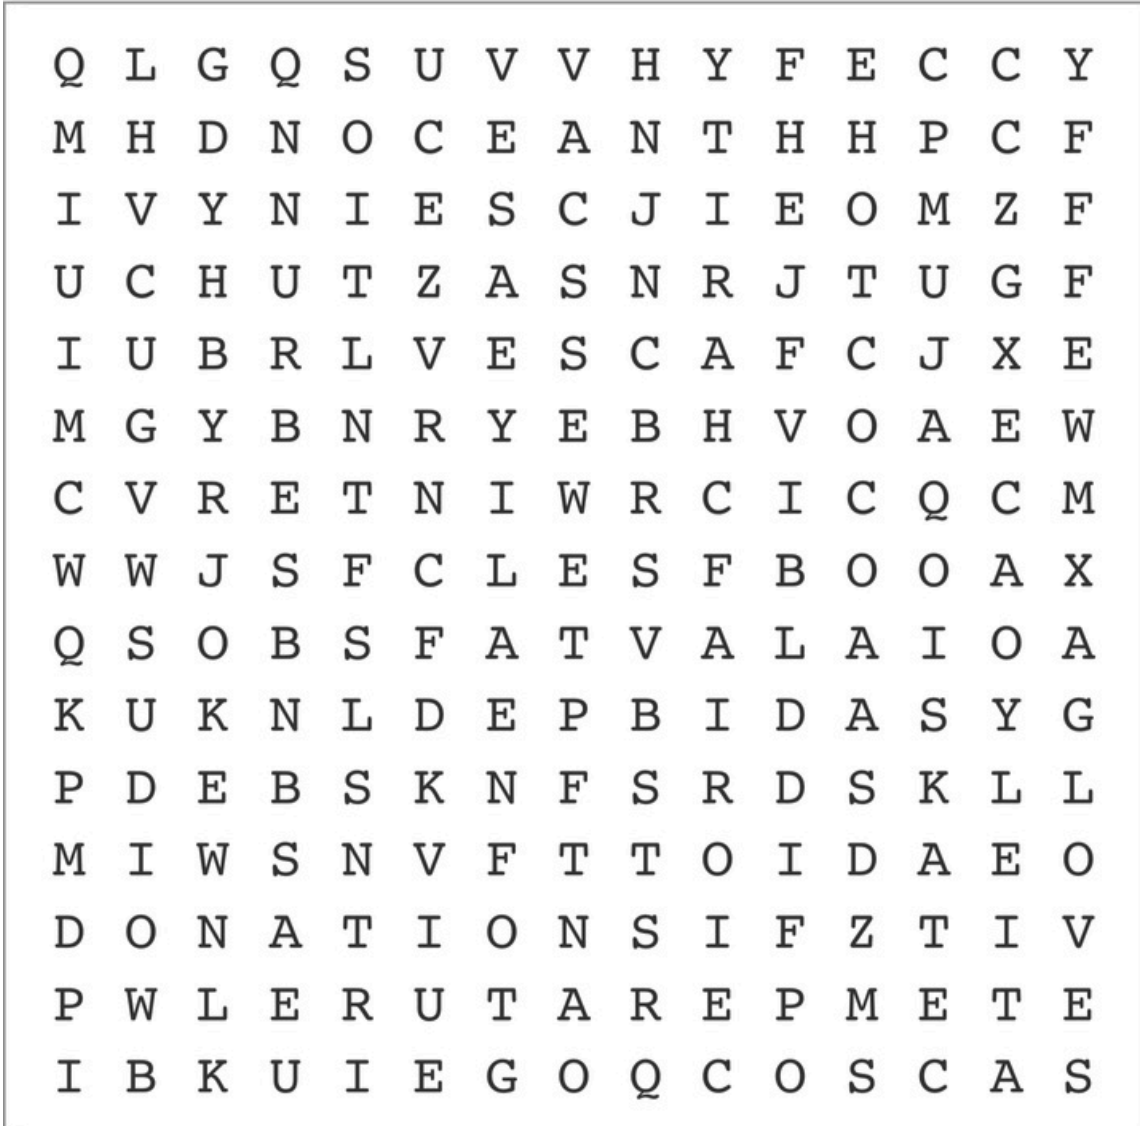 Q L G Q S U V V H Y F E C C Y
M H D N O C E A N T H H P C F
I V Y N I E S C J I E O M Z F
U C H U T Z A S N R J T U G F
I U B R L V E S C A F C J X E
M G Y B N R Y E B H V O A E W
C V R E T N I W R C I C Q C M
W W J S F C L E S F B O O A X
Q S O B S F A T V A L A I O A
K U K N L D E P B I D A S Y G
P D E B S K N F S R D S K L L
M I W S N V F T T O I D A E O
D O N A T I O N S I F Z T I V
P W L E R U T A R E P M E T E
I B K U I E G O Q C O S C A S